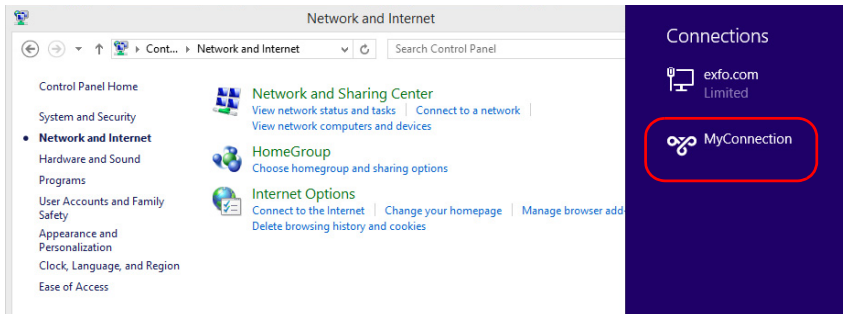 Network and Internet
Cont... Network and Internet
Search Control Panel
Control Panel Home
System and Security
Network and Internet
Hardware and Sound
Programs
User Accounts and Family
Safety
Appearance and
Personalization
Clock, Language, and Region
Ease of Access
Network and Sharing Center
View network status and tasks
Connect to a network
View network computers and devices
HomeGroup
Choose homegroup and sharing options
Internet Options
Connect to the Internet
Change your homepage
Manage browser add-
Delete browsing history and cookies
Connections
exfo.com
Limited
MyConnection